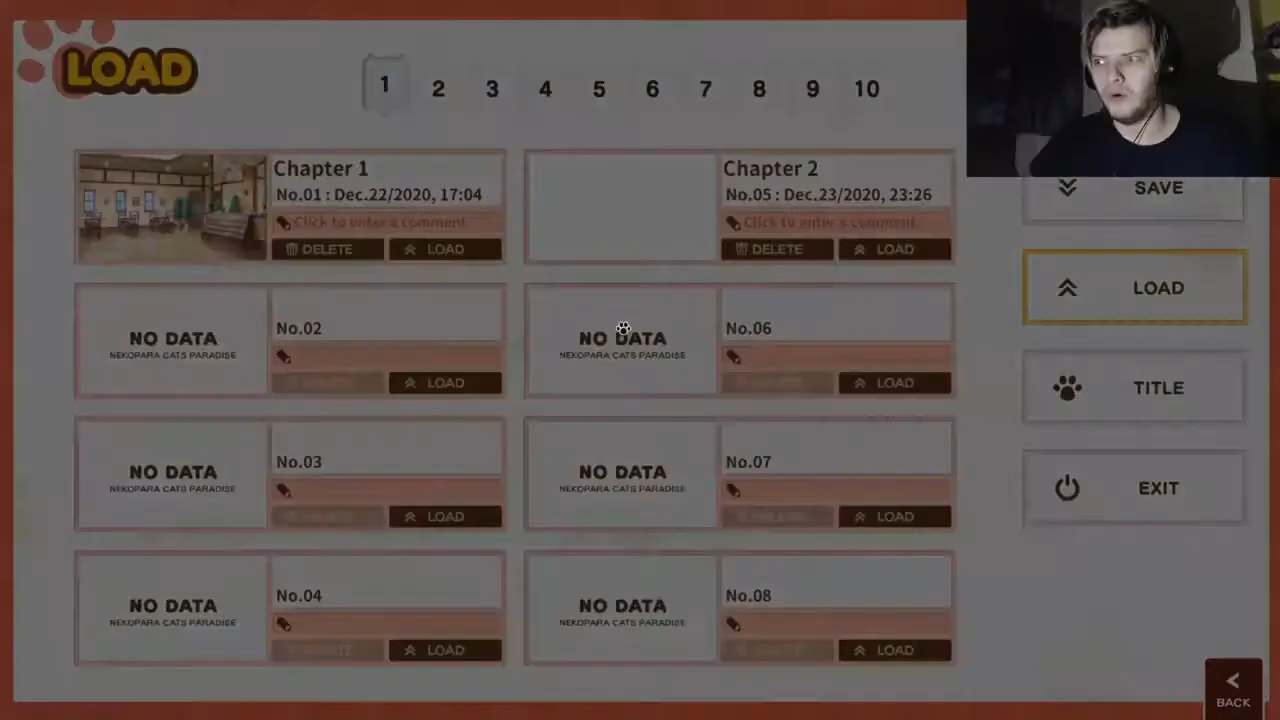 LOAD
1 2 3 4 5 6 7 8 9 10
Chapter 1
No.01 : Dec.22/2020, 17:04
Click to enter a comment
DELETE
LOAD
Chapter 2
No.05 : Dec.23/2020, 23:26
Click to enter a comment
DELETE
LOAD
NO DATA
NEKOPARA CATS PARADISE
No.02
LOAD
NO DATA
NEKOPARA CATS PARADISE
No.06
LOAD
NO DATA
NEKOPARA CATS PARADISE
No.03
LOAD
NO DATA
NEKOPARA CATS PARADISE
No.07
LOAD
NO DATA
NEKOPARA CATS PARADISE
No.04
LOAD
NO DATA
NEKOPARA CATS PARADISE
No.08
LOAD
SAVE
LOAD
TITLE
EXIT
BACK